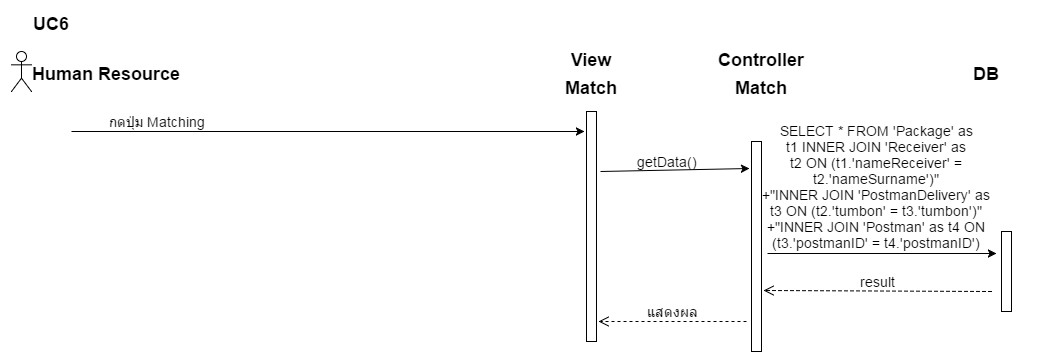 UC6
Human Resource
View
Match
Controller
Match
DB
กดปุ่ม Matching
getData()
SELECT * FROM 'Package' as
t1 INNER JOIN 'Receiver' as
t2 ON (t1.'nameReceiver' =
t2.'nameSurname')"
+"INNER JOIN 'PostmanDelivery' as
t3 ON (t2.'tumbon' = t3.'tumbon')"
+"INNER JOIN 'Postman' as t4 ON
(t3.'postmanID' = t4.'postmanID')
result
แสดงผล